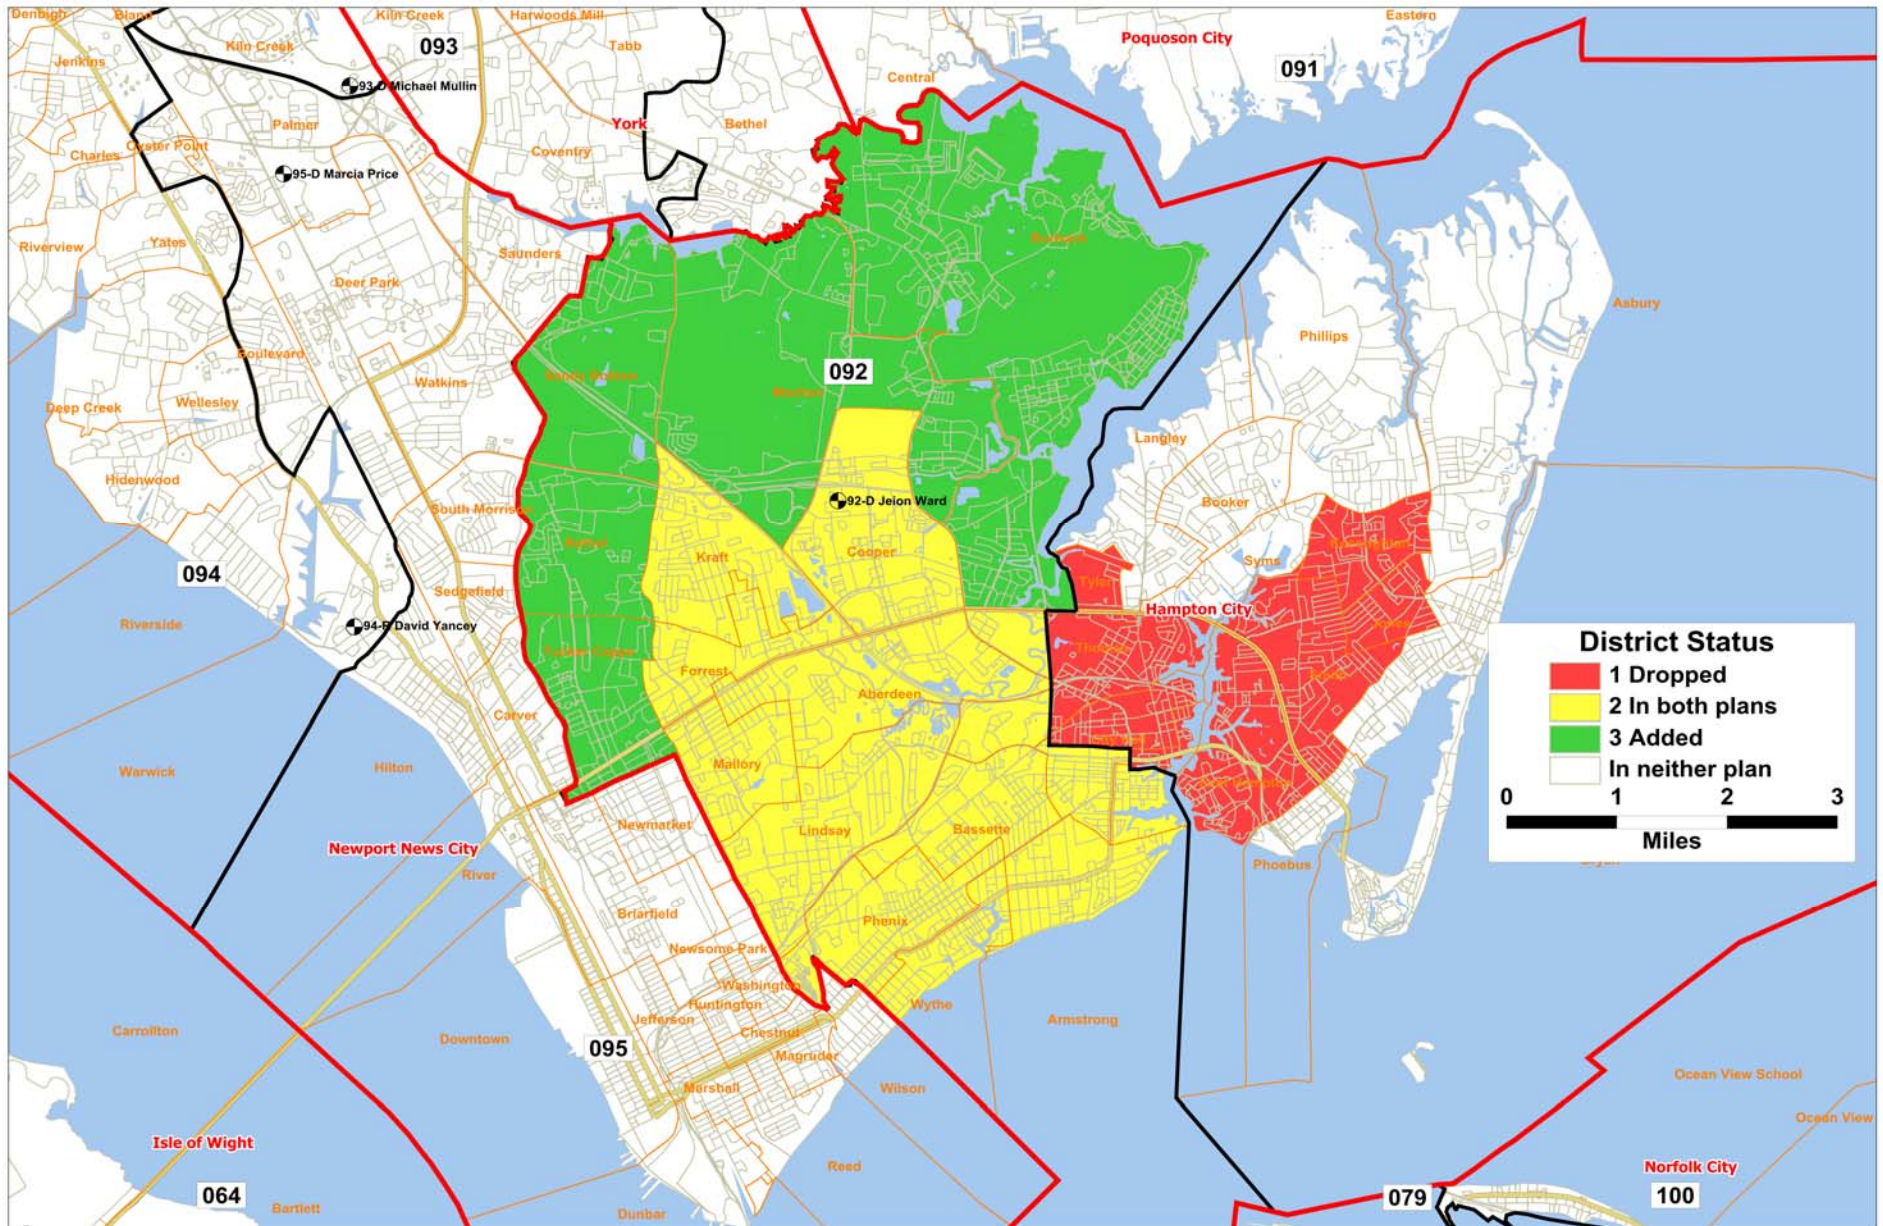 Denbigh
Bland
Kiln Creek
Harwoods Mill
Eastern
Kiln Creek
093
Tabb
Poquoson City
Jenkins
091
Central
93-D Michael Mullin
York
Bethel
Palmer
Oyster Point
Charles
Coventry
95-D Marcia Price
Riverview
Yates
Saunders
Deer Park
Asbury
Phillips
Boulevard
092
Watkins
Wellesley
Deep Creek
Langley
Hidenwood
Booker
92-D Jeion Ward
South Morrison
Kraft
Cooper
Syms
094
Tyler
Sedgefield
Hampton City
Riverside
94-R David Yancey
Forrest
Aberdeen
Carver
Warwick
Hilton
Mallory
District Status
1 Dropped
2 In both plans
3 Added
In neither plan
0 1 2 3
Miles
Newmarket
Lindsay
Bassette
Newport News City
River
Phoebus
Briarfield
Phenix
Newsome Park
Washington
Huntington
Wythe
Jefferson
Armstrong
Carrollton
Downtown
Chestnut
095
Magruder
Marshall
Wilson
Ocean View School
Ocean View
Isle of Wight
Reed
Norfolk City
064
079
100
Bartlett
Dunbar